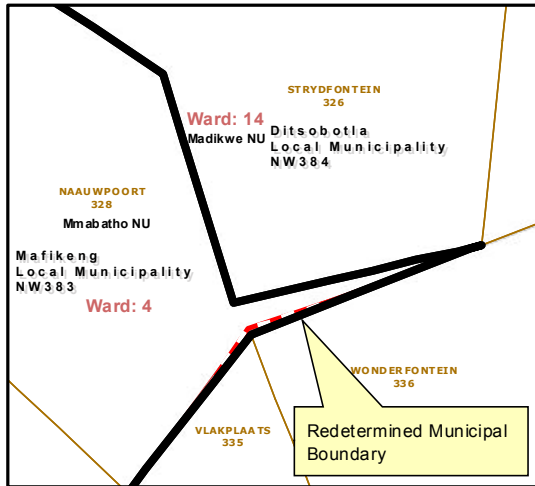 STRYDFONTEIN
326
Ward: 14
Madikwe NU
Ditsobotla
Local Municipality
NW384
NAAUWPOORT
328
Mmabatho NU
Mafikeng
Local Municipality
NW383
Ward: 4
WONDERFONTEIN
336
VLAKPLAATS
335
Redetermined Municipal
Boundary